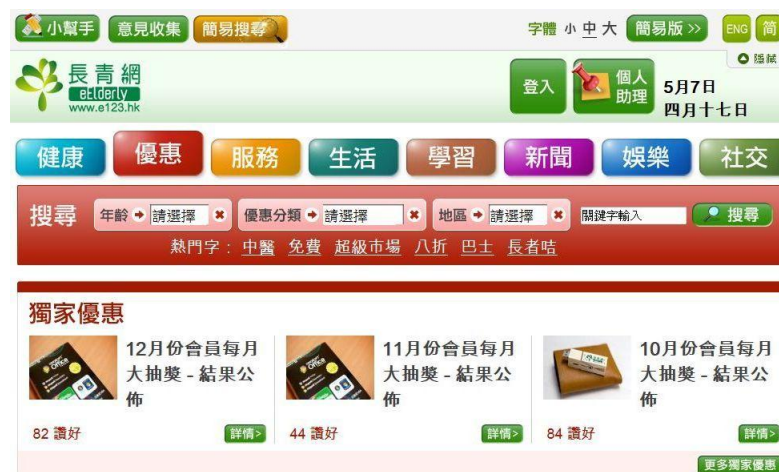 小幫手 意見收集 簡易搜尋 字體 小 中 大 簡易版 >> ENG 简
隱藏
長青網
eElderly
www.e123.hk
登入 個人助理
5月7日
四月十七日
健康 優惠 服務 生活 學習 新聞 娛樂 社交
搜尋 年齡 請選擇 優惠分類 請選擇 地區 請選擇 關鍵字輸入 搜尋
熱門字： 中醫 免費 超級市場 八折 巴士 長者咭
獨家優惠
12月份會員每月大抽獎 - 結果公佈
82 讚好 詳情>
11月份會員每月大抽獎 - 結果公佈
44 讚好 詳情>
10月份會員每月大抽獎 - 結果公佈
84 讚好 詳情>
更多獨家優惠